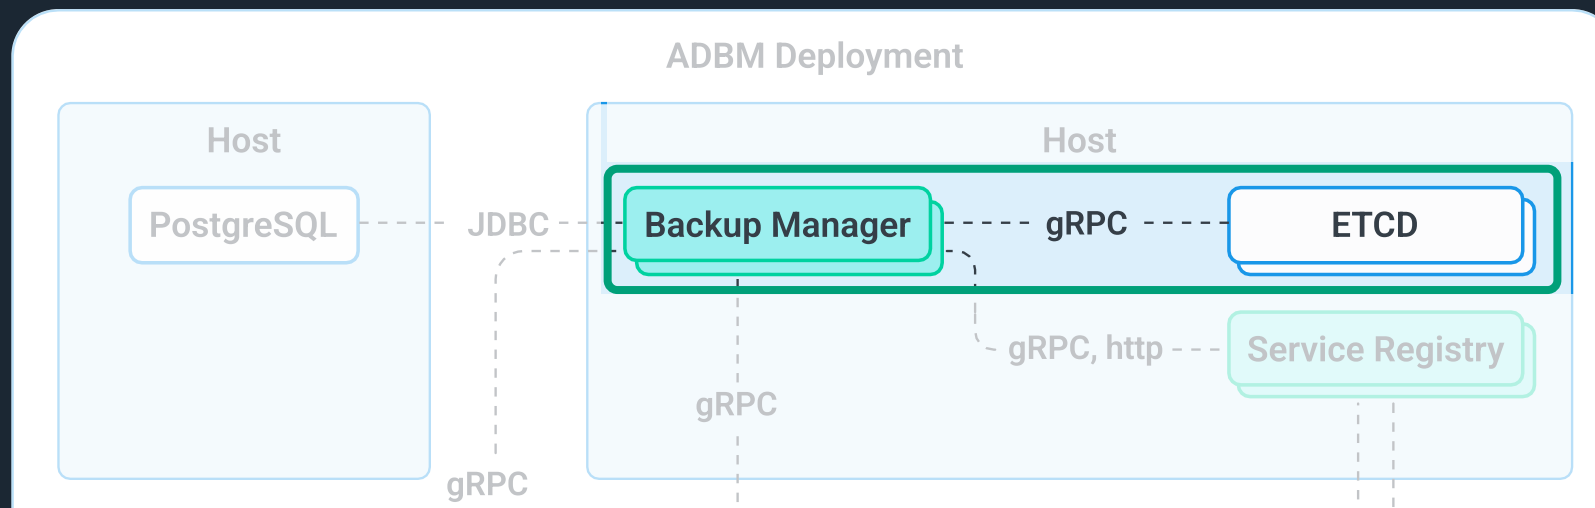 ADBM Deployment
Host
Host
PostgreSQL
JDBC
Backup Manager
gRPC
ETCD
gRPC, http
Service Registry
gRPC
gRPC